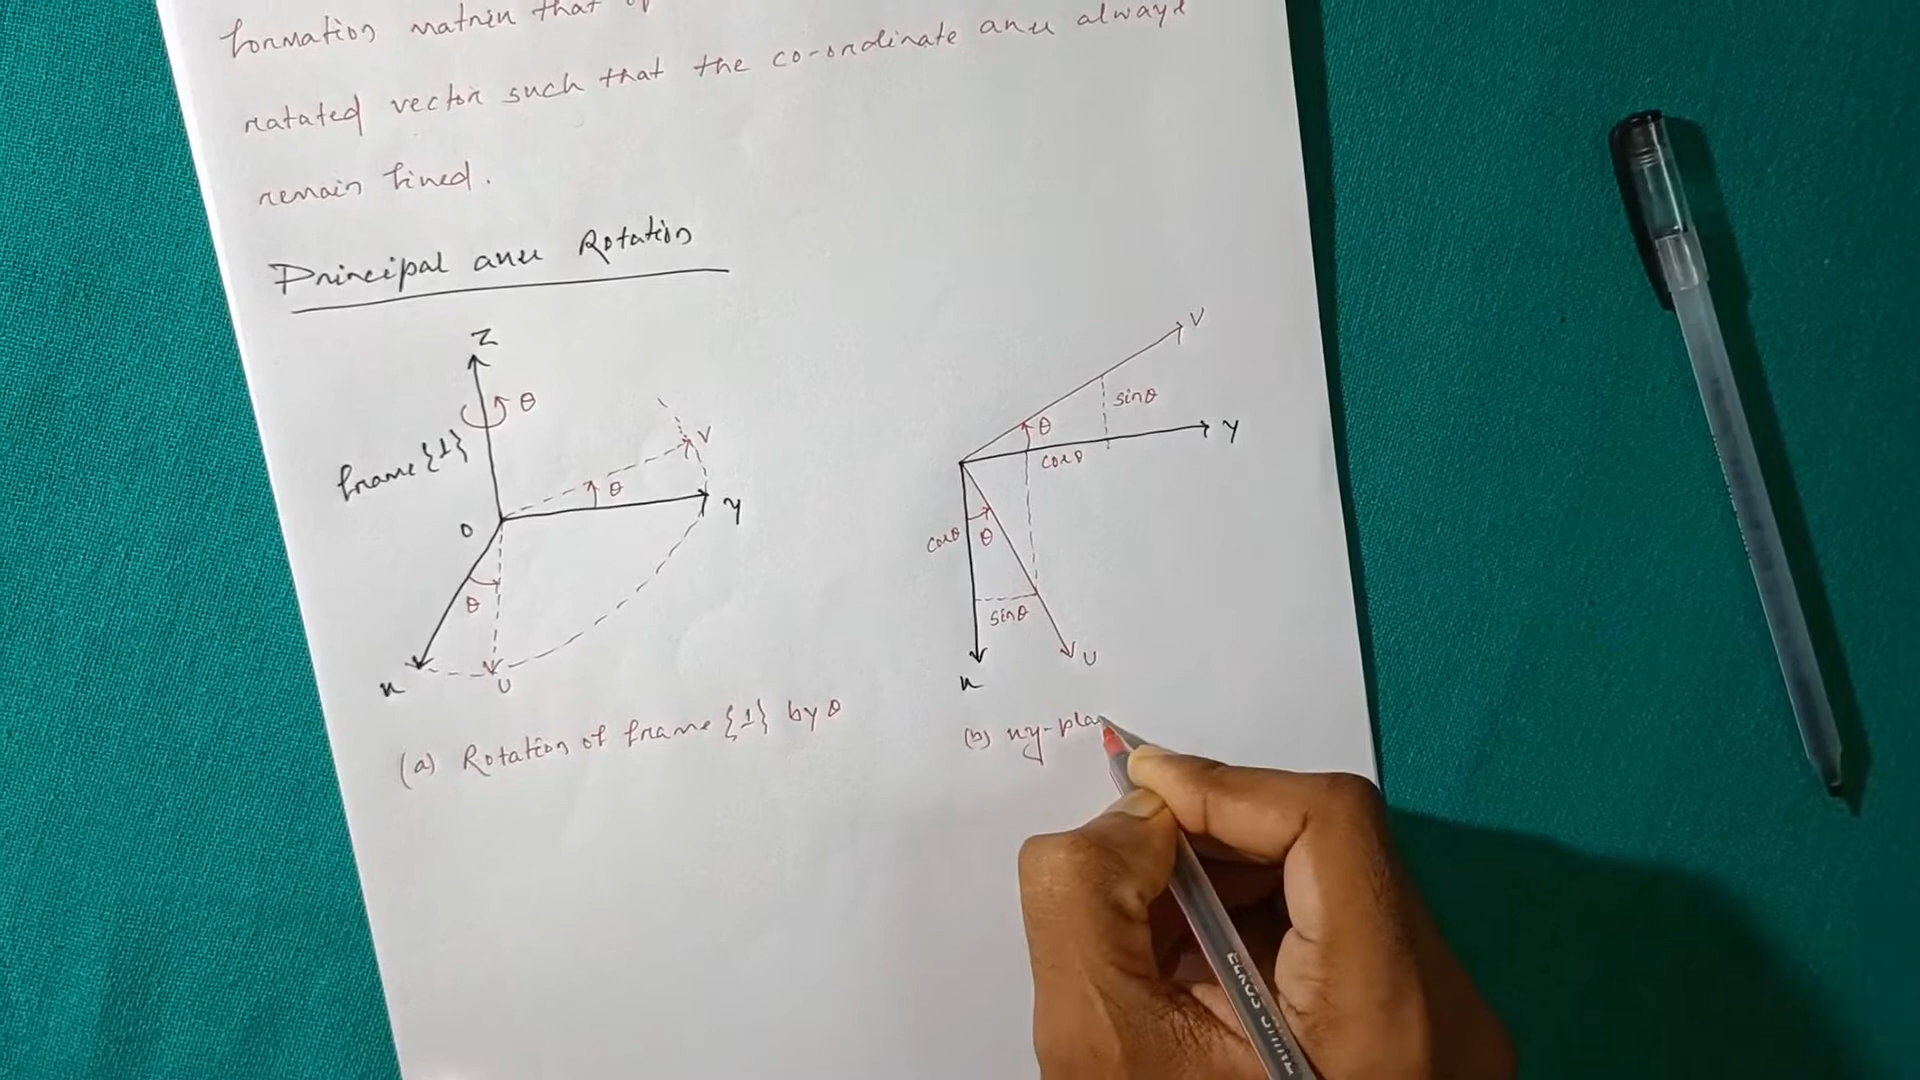 formation matrix that
rotated vector such that the co-ordinate axes always
remain fixed.
Principal axes Rotation
Z
θ
frame {1}
V
θ
O
y
θ
x
U
(a) Rotation of frame {1} by θ
V
sinθ
θ
y
cosθ
cosθ
θ
sinθ
U
x
(b) xy-pla